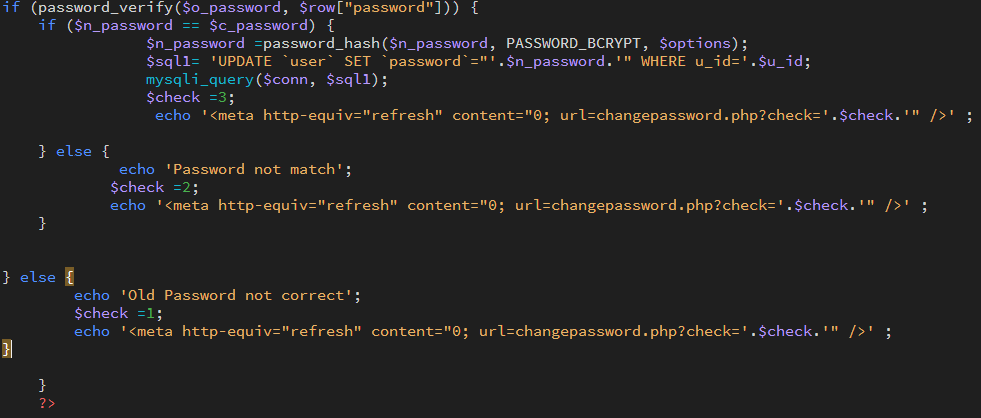 if (password_verify($o_password, $row["password"])) {
if ($n_password == $c_password) {
$n_password =password_hash($n_password, PASSWORD_BCRYPT, $options);
$sql1= 'UPDATE `user` SET `password`="'.$n_password.'" WHERE u_id='.$u_id;
mysqli_query($conn, $sql1);
$check =3;
echo '<meta http-equiv="refresh" content="0; url=changepassword.php?check='.$check.'" />' ;
} else {
echo 'Password not match';
$check =2;
echo '<meta http-equiv="refresh" content="0; url=changepassword.php?check='.$check.'" />' ;
}
} else {
echo 'Old Password not correct';
$check =1;
echo '<meta http-equiv="refresh" content="0; url=changepassword.php?check='.$check.'" />' ;
}
}
?>